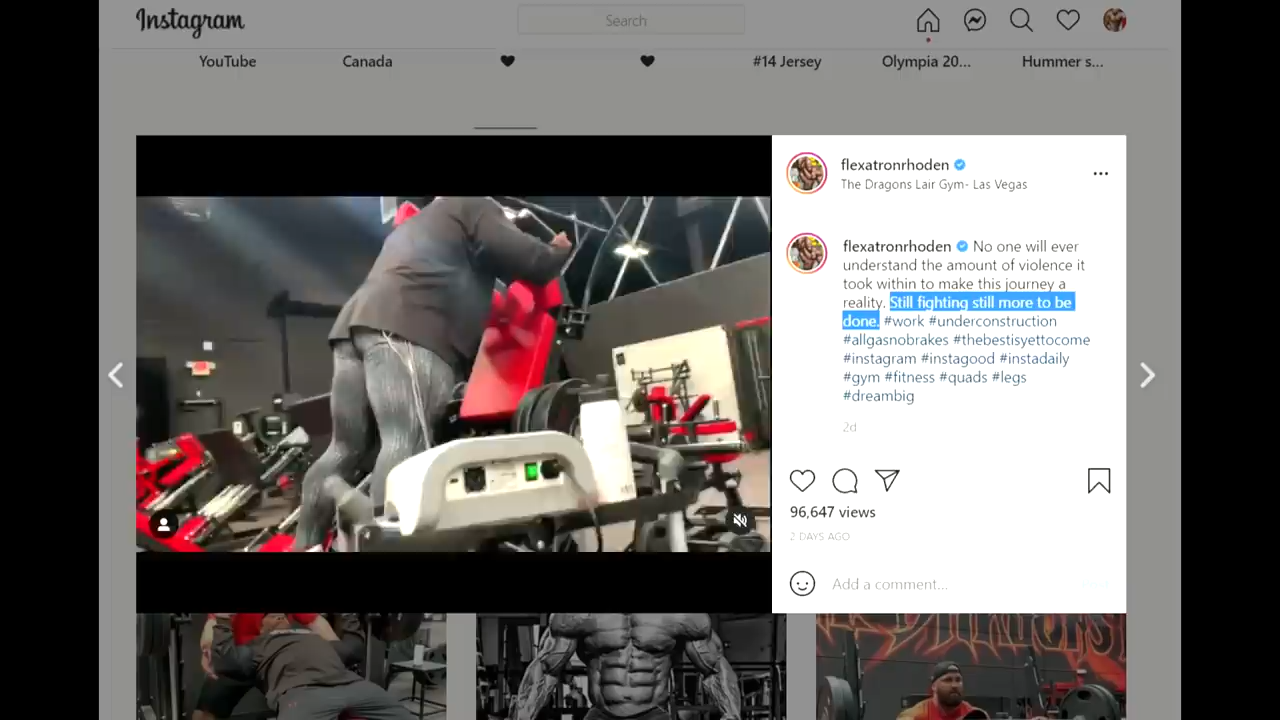 Instagram
Search
YouTube
Canada
#14 Jersey
Olympia 20...
Hummer s...
flexatronrhoden
The Dragons Lair Gym- Las Vegas
flexatronrhoden No one will ever
understand the amount of violence it
took within to make this journey a
reality. Still fighting still more to be
done. #work #underconstruction
#allgasnobrakes #thebestisyettocome
#instagram #instagood #instadaily
#gym #fitness #quads #legs
#dreambig
2d
96,647 views
2 DAYS AGO
Add a comment...